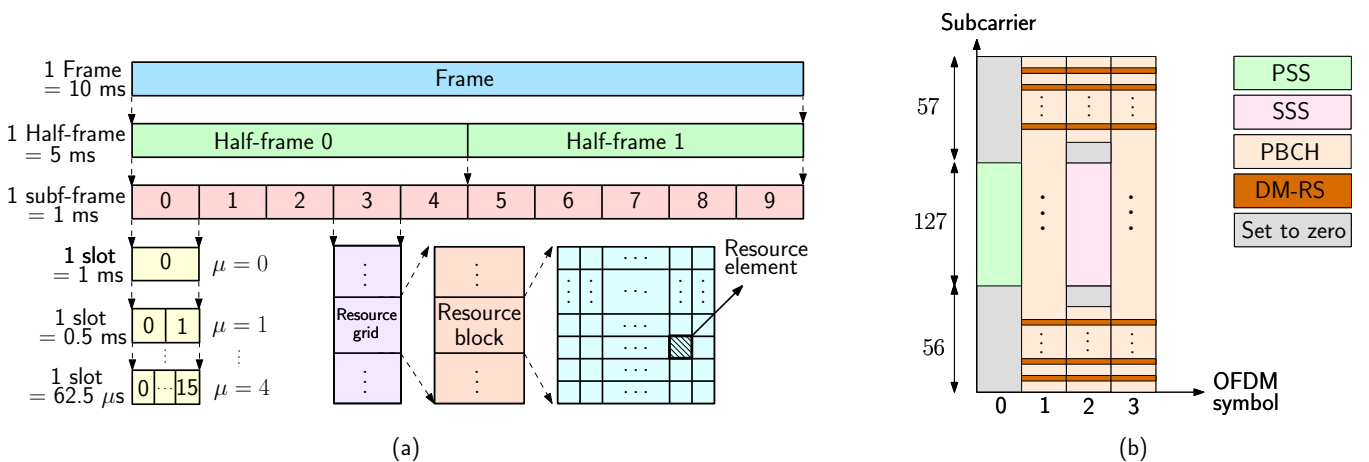 1 Frame
= 10 ms
Frame
1 Half-frame
= 5 ms
Half-frame 0
Half-frame 1
1 subf-frame
= 1 ms
0
1
2
3
4
5
6
7
8
9
1 slot
= 1 ms
0
μ = 0
1 slot
= 0.5 ms
0
1
μ = 1
1 slot
= 62.5 μs
0
15
μ = 4
Resource
grid
Resource
block
Resource
element
(a)
Subcarrier
57
127
56
0
1
2
3
OFDM
symbol
PSS
SSS
PBCH
DM-RS
Set to zero
(b)